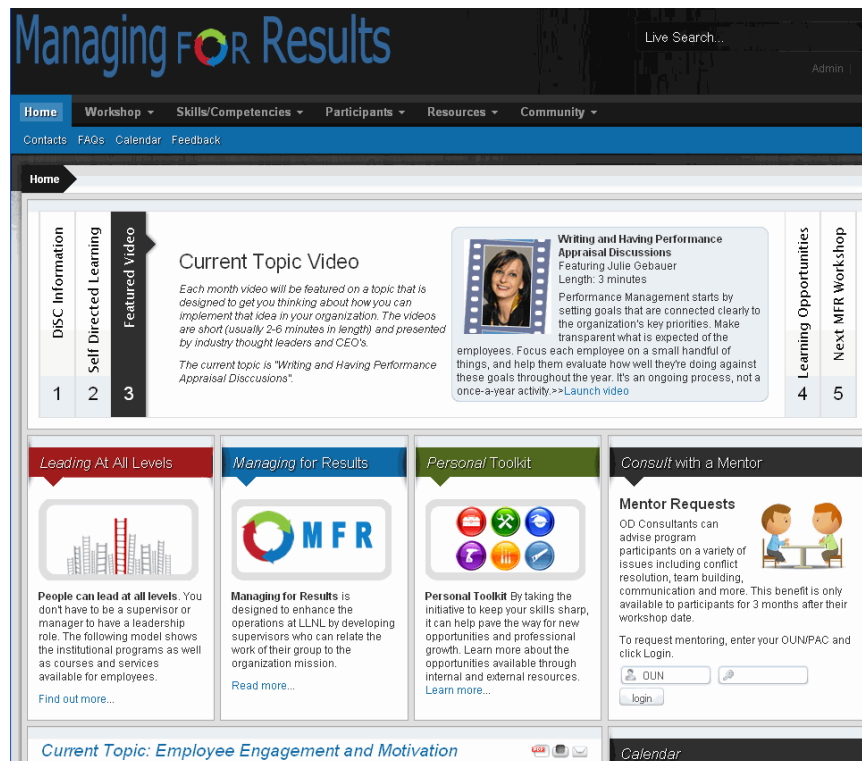 Managing FOR Results
Live Search...
Admin |
Home
Workshop
Skills/Competencies
Participants
Resources
Community
Contacts
FAQs
Calendar
Feedback
Home
DiSC Information
1
Self Directed Learning
2
Featured Video
3
Current Topic Video
Each month video will be featured on a topic that is
designed to get you thinking about how you can
implement that idea in your organization. The videos
are short (usually 2-6 minutes in length) and presented
by industry thought leaders and CEO's.
The current topic is "Writing and Having Performance
Appraisal Disccusions".
Writing and Having Performance
Appraisal Discussions
Featuring Julie Gebauer
Length: 3 minutes
Performance Management starts by
setting goals that are connected clearly to
the organization's key priorities. Make
transparent what is expected of the
employees. Focus each employee on a small handful of
things, and help them evaluate how well they're doing against
these goals throughout the year. It's an ongoing process, not a
once-a-year activity.>>Launch video
Learning Opportunities
4
Next MFR Workshop
5
Leading At All Levels
People can lead at all levels. You
don't have to be a supervisor or
manager to have a leadership
role. The following model shows
the institutional programs as well
as courses and services
available for employees.
Find out more...
Managing for Results
MFR
Managing for Results is
designed to enhance the
operations at LLNL by developing
supervisors who can relate the
work of their group to the
organization mission.
Read more...
Personal Toolkit
Personal Toolkit By taking the
initiative to keep your skills sharp,
it can help pave the way for new
opportunities and professional
growth. Learn more about the
opportunities available through
internal and external resources.
Learn more...
Consult with a Mentor
Mentor Requests
OD Consultants can
advise program
participants on a variety of
issues including conflict
resolution, team building,
communication and more. This benefit is only
available to participants for 3 months after their
workshop date.
To request mentoring, enter your OUN/PAC and
click Login.
OUN
login
Current Topic: Employee Engagement and Motivation
PDF
Calendar